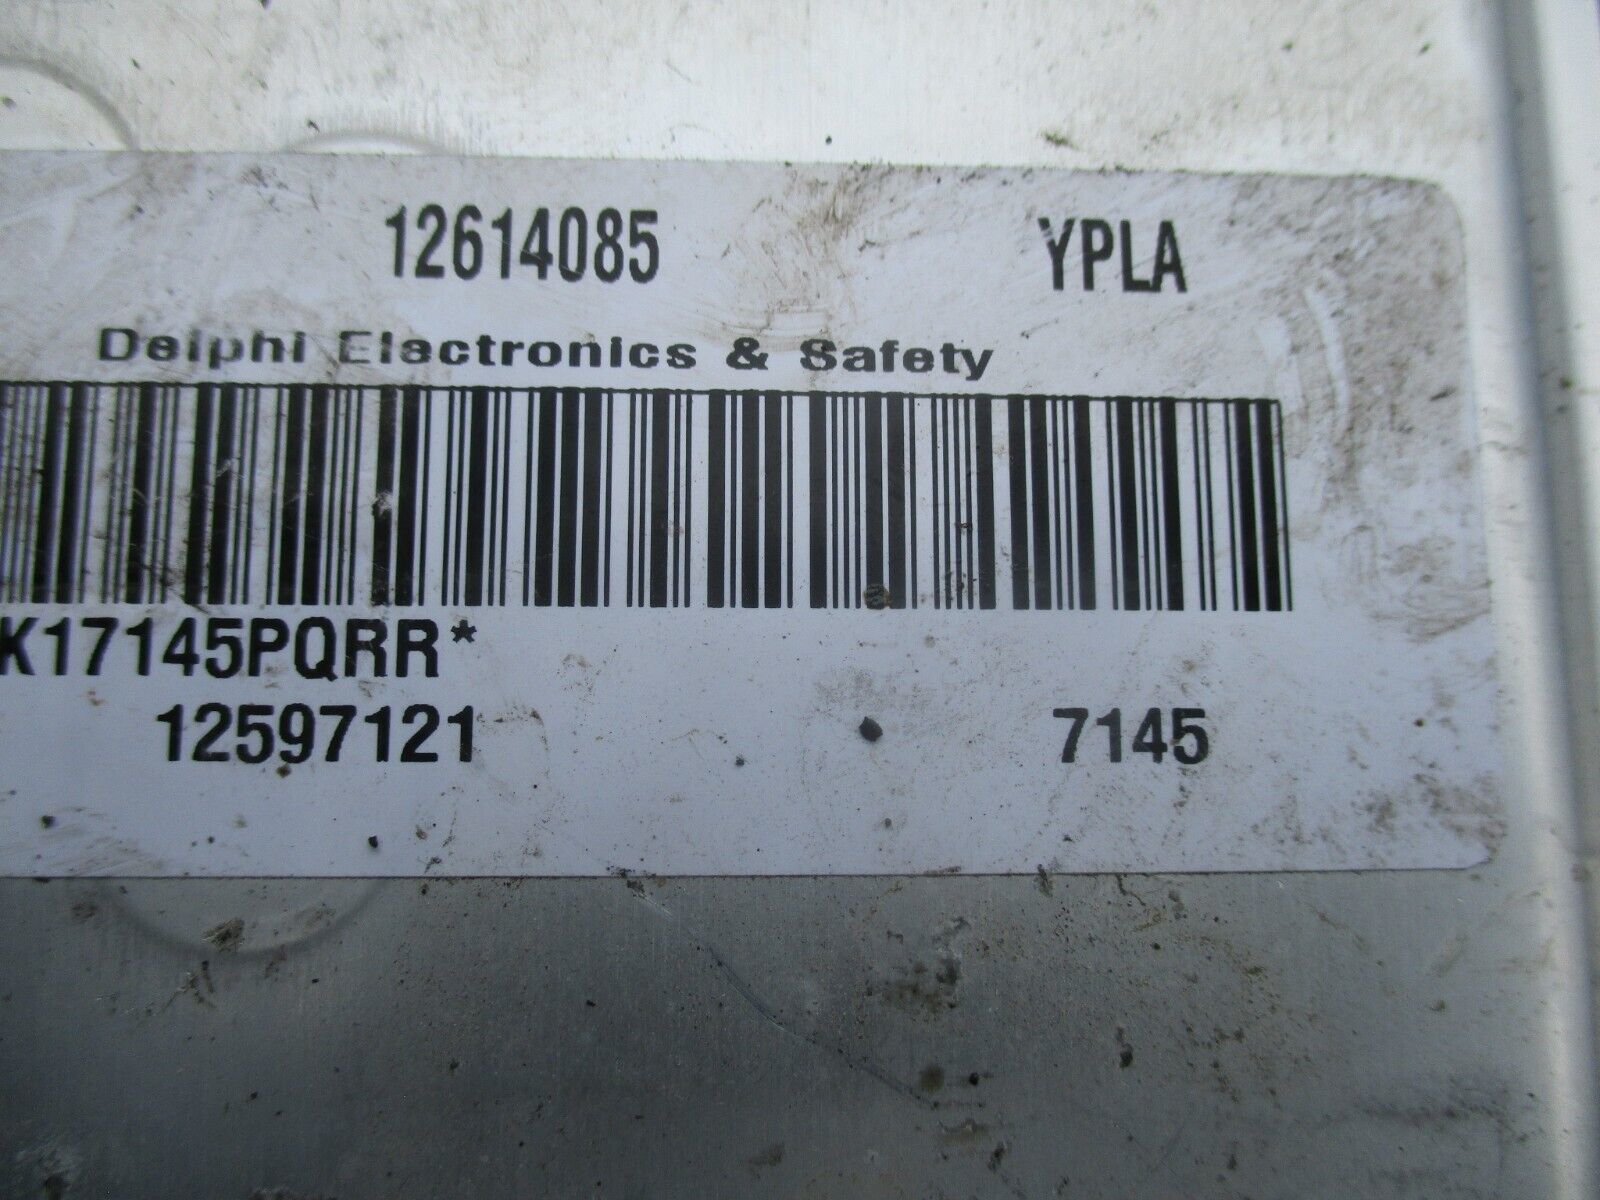 12614085 YPLA
Delphi Electronics & Safety
K17145PQRR*
12597121 7145